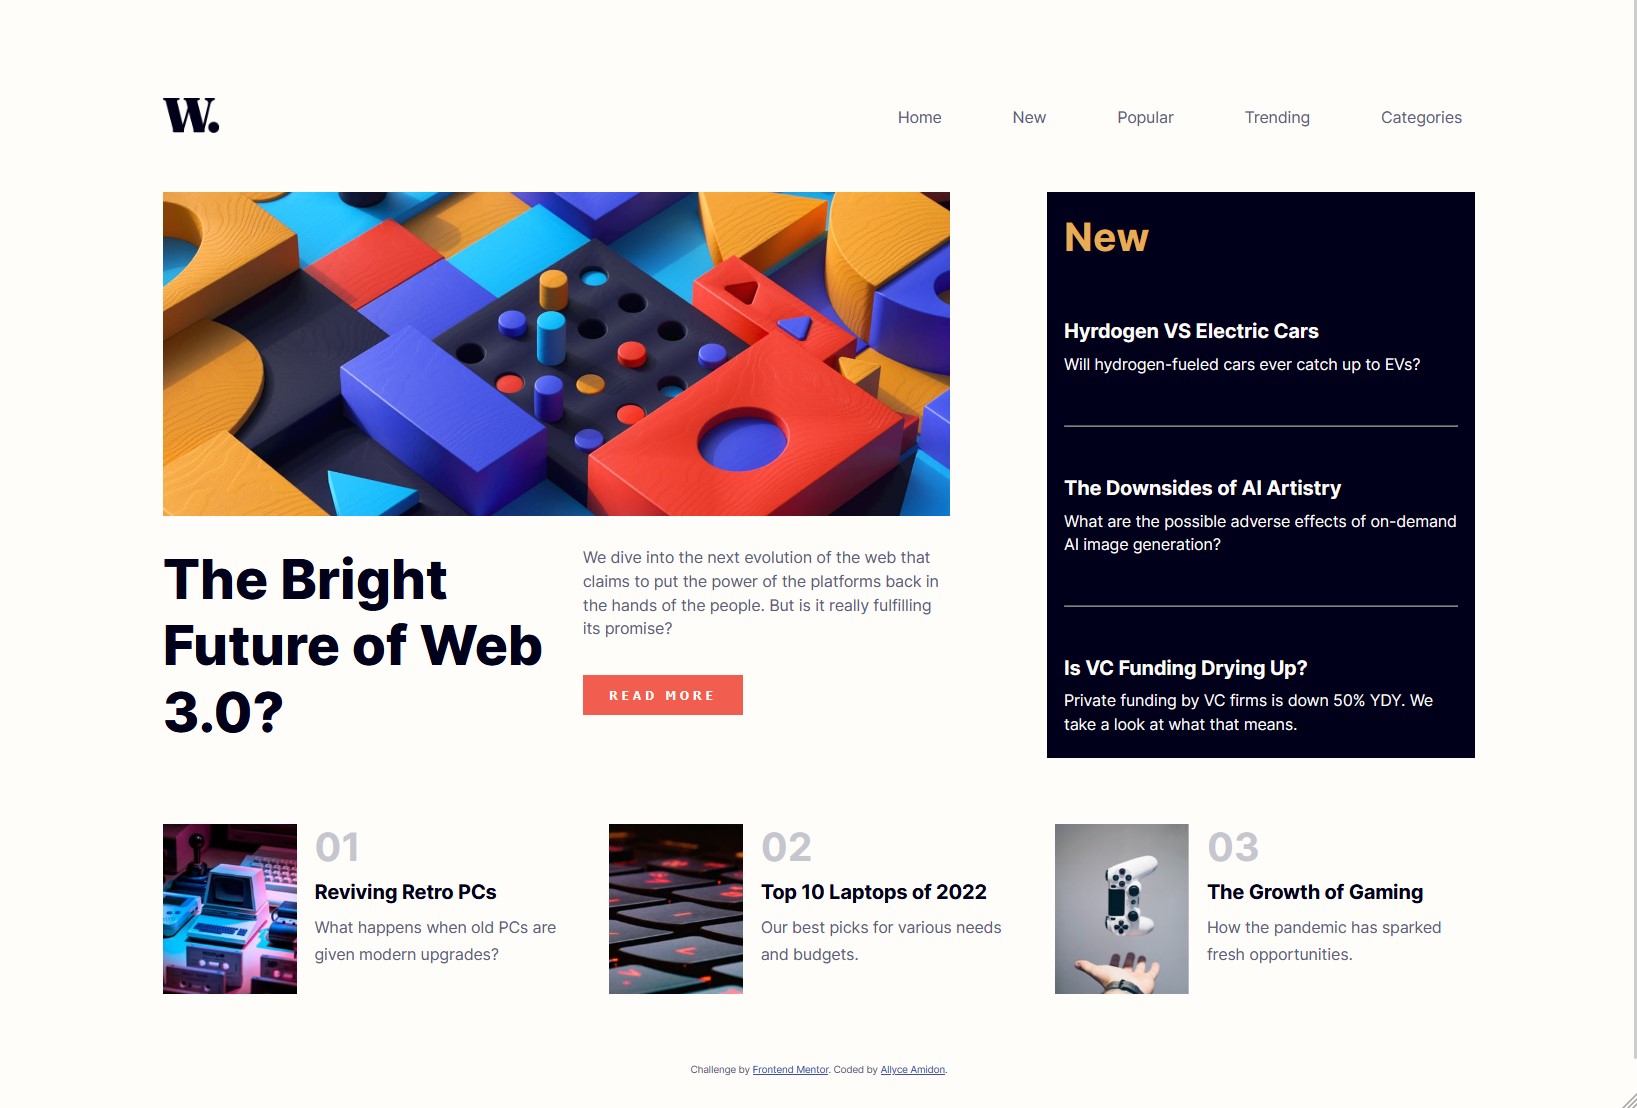 W.
Home New Popular Trending Categories
New
Hyrdogen VS Electric Cars
Will hydrogen-fueled cars ever catch up to EVs?
The Downsides of AI Artistry
What are the possible adverse effects of on-demand
AI image generation?
Is VC Funding Drying Up?
Private funding by VC firms is down 50% YDY. We
take a look at what that means.
The Bright
Future of Web
3.0?
We dive into the next evolution of the web that
claims to put the power of the platforms back in
the hands of the people. But is it really fulfilling
its promise?
READ MORE
01
Reviving Retro PCs
What happens when old PCs are
given modern upgrades?
02
Top 10 Laptops of 2022
Our best picks for various needs
and budgets.
03
The Growth of Gaming
How the pandemic has sparked
fresh opportunities.
Challenge by Frontend Mentor. Coded by Allyce Amidon.